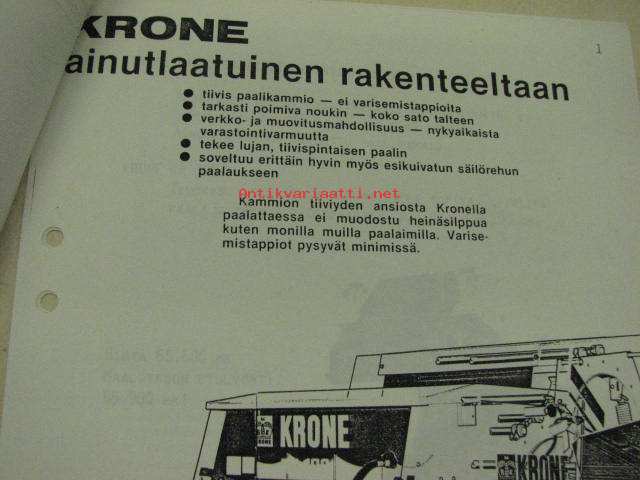 KRONE
1
ainutlaatuinen rakenteeltaan
● tiivis paalikammio — ei varisemistappioita
● tarkasti poimiva noukin — koko sato talteen
● verkko- ja muovitusmahdollisuus — nykyaikaista
varastointivarmuutta
● tekee lujan, tiivispintaisen paalin
● soveltuu erittäin hyvin myös esikuivatun säilörehun
paalaukseen
Antikvariaatti.net
Kammion tiiviyden ansiosta Kronella
paalattaessa ei muodostu heinäsilppua
kuten monilla muilla paalaimilla. Varise-
mistappiot pysyvät minimissä.
KRONE
KRONE
KRONE